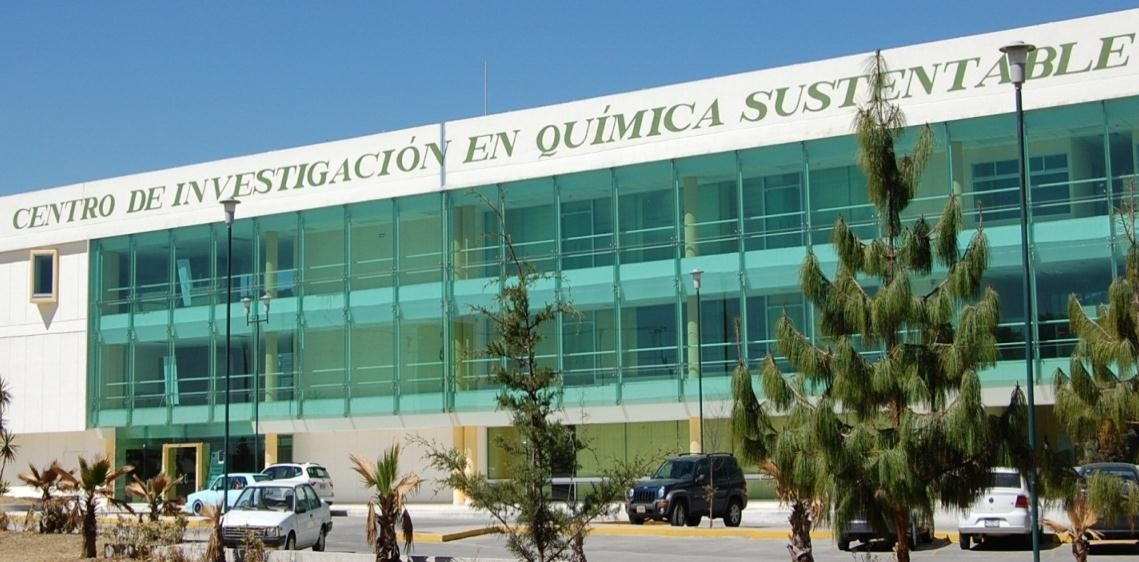 CENTRO DE INVESTIGACIÓN EN QUÍMICA SUSTENTABLE